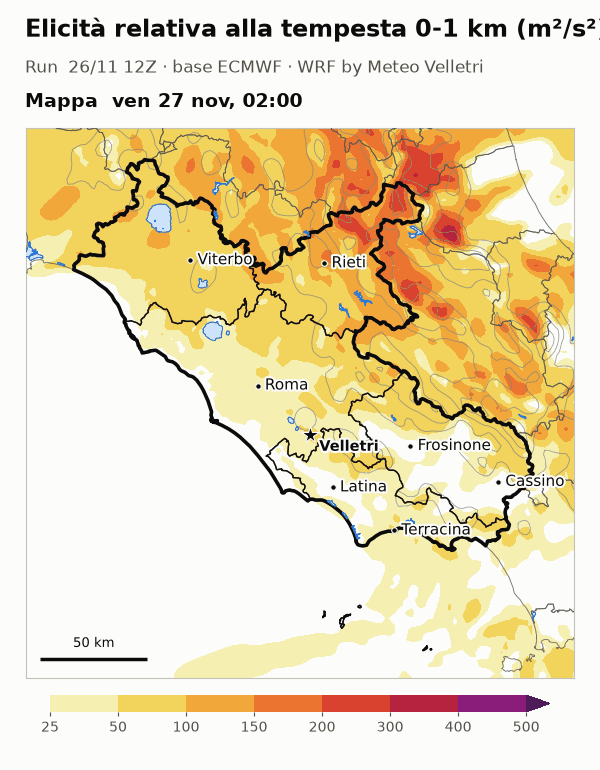 Elicità relativa alla tempesta 0-1 km (m²/s²)
Run  26/11 12Z · base ECMWF · WRF by Meteo Velletri
Mappa  ven 27 nov, 02:00
Viterbo
Rieti
Roma
Velletri
Frosinone
Cassino
Latina
Terracina
50 km
25 50 100 150 200 300 400 500